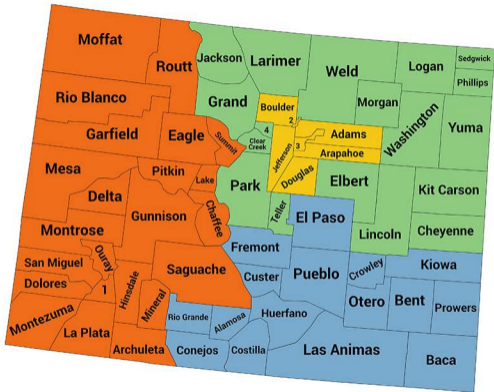 Moffat
Routt
Jackson
Larimer
Weld
Logan
Sedgwick
Phillips
Rio Blanco
Grand
Boulder
Morgan
Washington
Yuma
Garfield
Eagle
Summit
4
Clear
Creek
2
Jefferson
3
Adams
Arapahoe
Mesa
Pitkin
Lake
Park
Douglas
Elbert
Kit Carson
Delta
Gunnison
Chaffee
Teller
El Paso
Lincoln
Cheyenne
Montrose
Ouray
San Miguel
Dolores
1
Hinsdale
Mineral
Saguache
Fremont
Custer
Pueblo
Crowley
Kiowa
Otero
Bent
Prowers
Montezuma
La Plata
Archuleta
Rio Grande
Alamosa
Huerfano
Conejos
Costilla
Las Animas
Baca